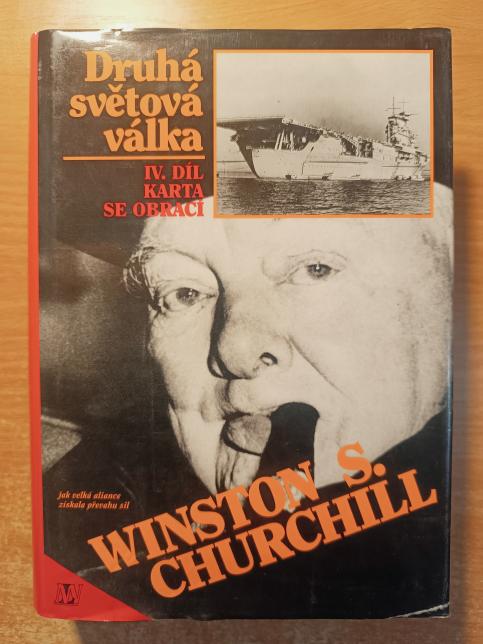 Druhá
světová
válka
IV. DÍL
KARTA
SE OBRACÍ
jak velká aliance
získala převahu sil
WINSTON S.
CHURCHILL